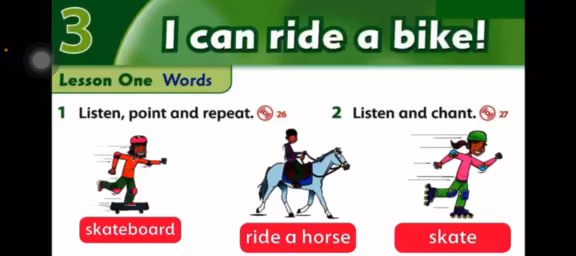 3 I can ride a bike!
Lesson One Words
1 Listen, point and repeat. 26 2 Listen and chant. 27
skateboard ride a horse skate